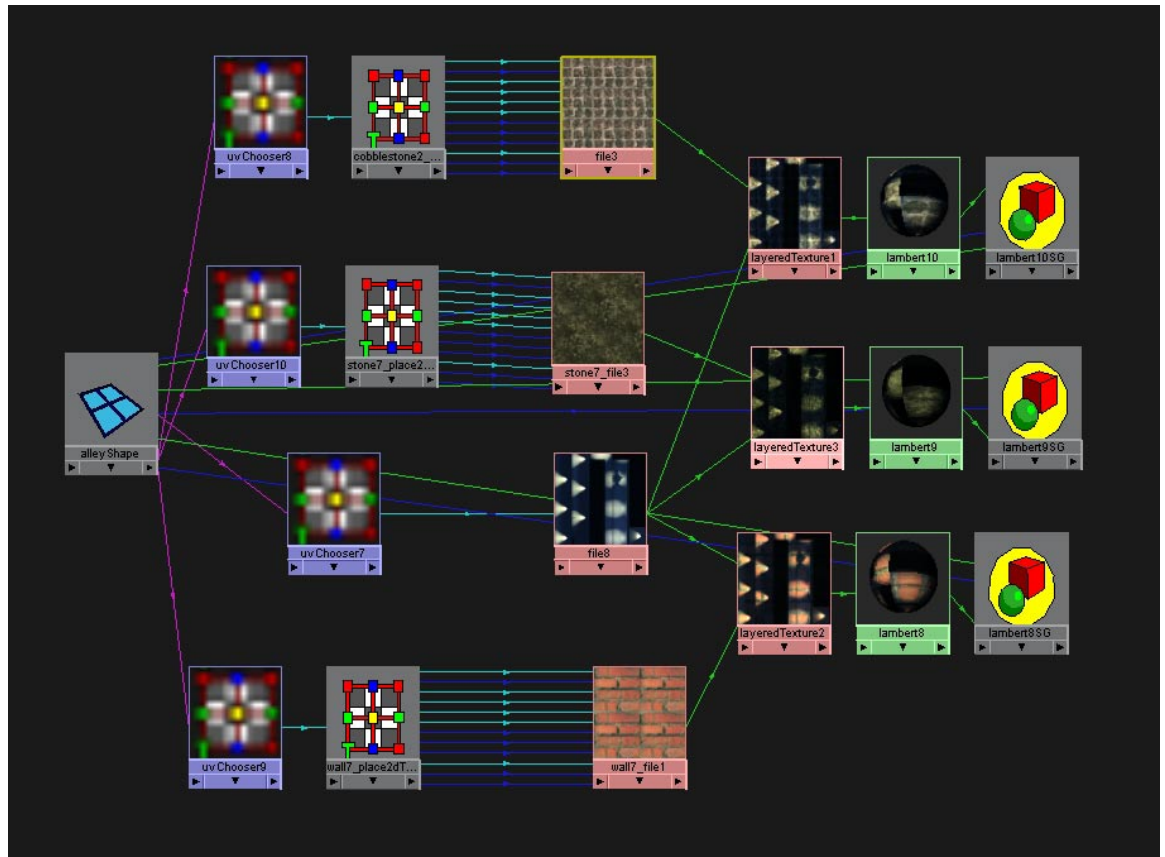 uvChooser8
cobblestone2_...
file3
layeredTexture1
lambert10
lambert10SG
uvChooser10
stone7_place2...
stone7_file3
alleyShape
layeredTexture3
lambert9
lambert9SG
uvChooser7
file8
layeredTexture2
lambert8
lambert8SG
uvChooser9
wall7_place2dT...
wall7_file1